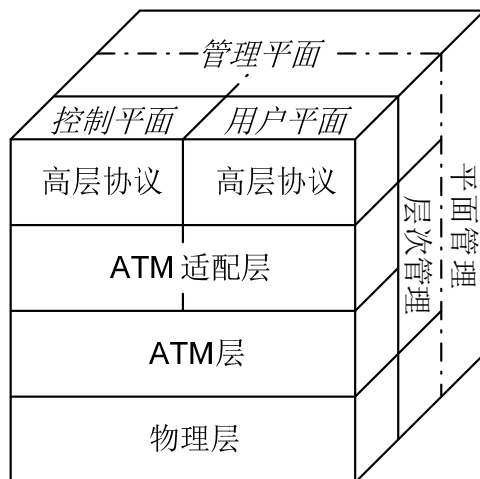 管理平面
控制平面
用户平面
高层协议
高层协议
ATM 适配层
ATM层
物理层
层次管理
平面管理